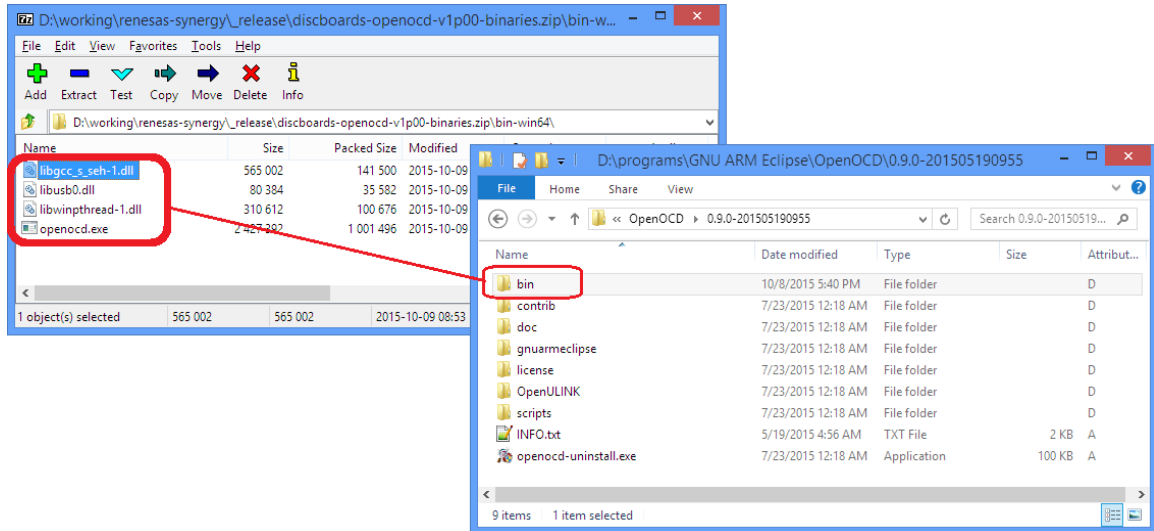 D:\working\renesas-synergy\_release\discboards-openocd-v1p00-binaries.zip\bin-w...
File Edit View Favorites Tools Help
Add Extract Test Copy Move Delete Info
D:\working\renesas-synergy\_release\discboards-openocd-v1p00-binaries.zip\bin-win64\
Name Size Packed Size Modified
libgcc_s_seh-1.dll 565 002 141 500 2015-10-09
libusb0.dll 80 384 35 582 2015-10-09
libwinpthread-1.dll 310 612 100 676 2015-10-09
openocd.exe 2 427 392 1 001 496 2015-10-09
1 object(s) selected 565 002 565 002 2015-10-09 08:53
D:\programs\GNU ARM Eclipse\OpenOCD\0.9.0-201505190955
File Home Share View
« OpenOCD 0.9.0-201505190955 Search 0.9.0-20150519...
Name Date modified Type Size Attribut...
bin 10/8/2015 5:40 PM File folder D
contrib 7/23/2015 12:18 AM File folder D
doc 7/23/2015 12:18 AM File folder D
gnuarmeclipse 7/23/2015 12:18 AM File folder D
license 7/23/2015 12:18 AM File folder D
OpenULINK 7/23/2015 12:18 AM File folder D
scripts 7/23/2015 12:18 AM File folder D
INFO.txt 5/19/2015 4:56 AM TXT File 2 KB A
openocd-uninstall.exe 7/23/2015 12:18 AM Application 100 KB A
9 items 1 item selected